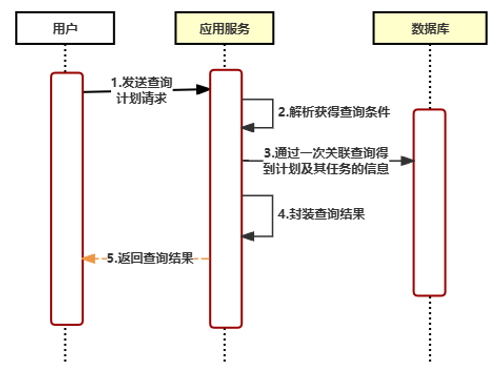 用户
应用服务
数据库
1.发送查询
计划请求
2.解析获得查询条件
3.通过一次关联查询得
到计划及其任务的信息
4.封装查询结果
5.返回查询结果